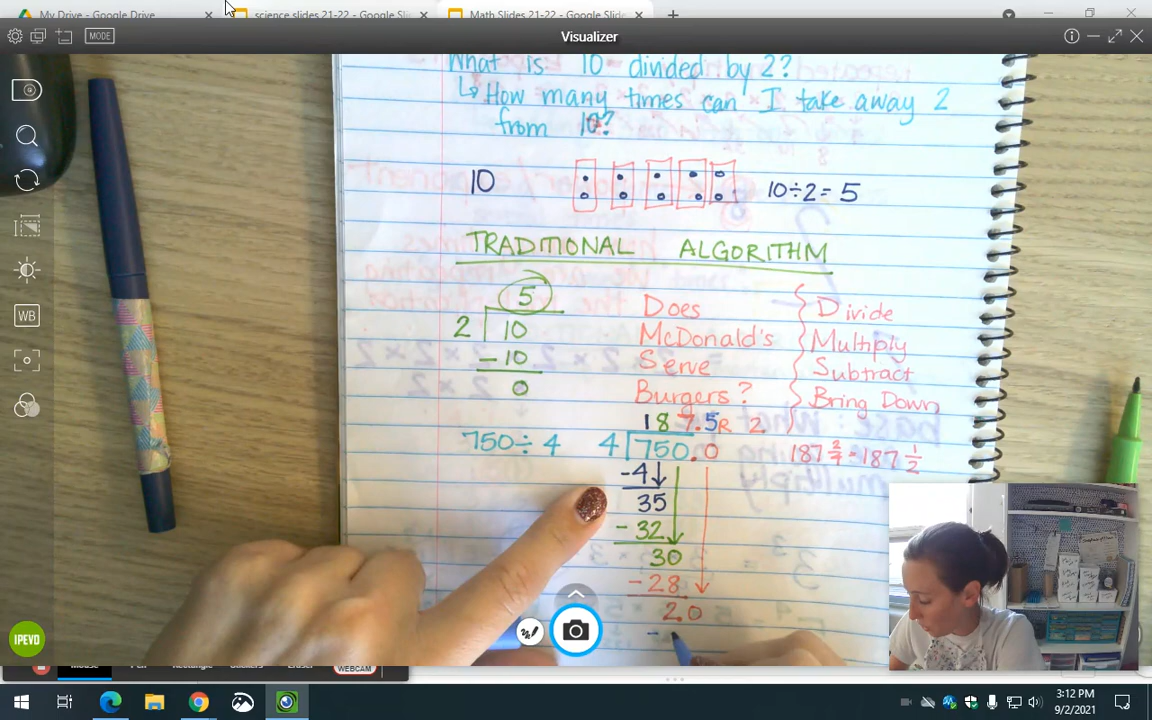 My Drive - Google Drive
science slides 21-22 - Google Sli
Math Slides 21-22 - Google Slide
MODE
Visualizer
What is 10 divided by 2?
↳ How many times can I take away 2
from 10?
10
10÷2= 5
TRADITIONAL ALGORITHM
5
2 10
-10
0
Does
McDonald's
Serve
Burgers?
Divide
Multiply
Subtract
Bring Down
187.5R 2
750÷4
4 750.0
187 2/4 = 187 1/2
-4
35
-32
30
-28
2.0
-
WB
IPEVO
WEBCAM
3:12 PM
9/2/2021